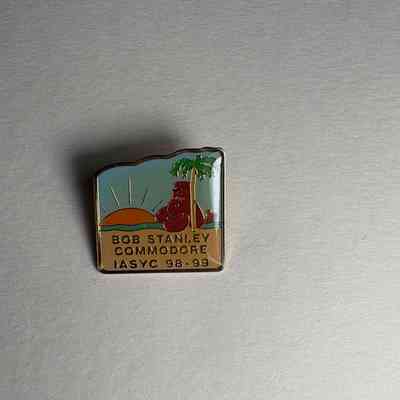 BOB STANLEY
COMMODORE
IASYC 98-99